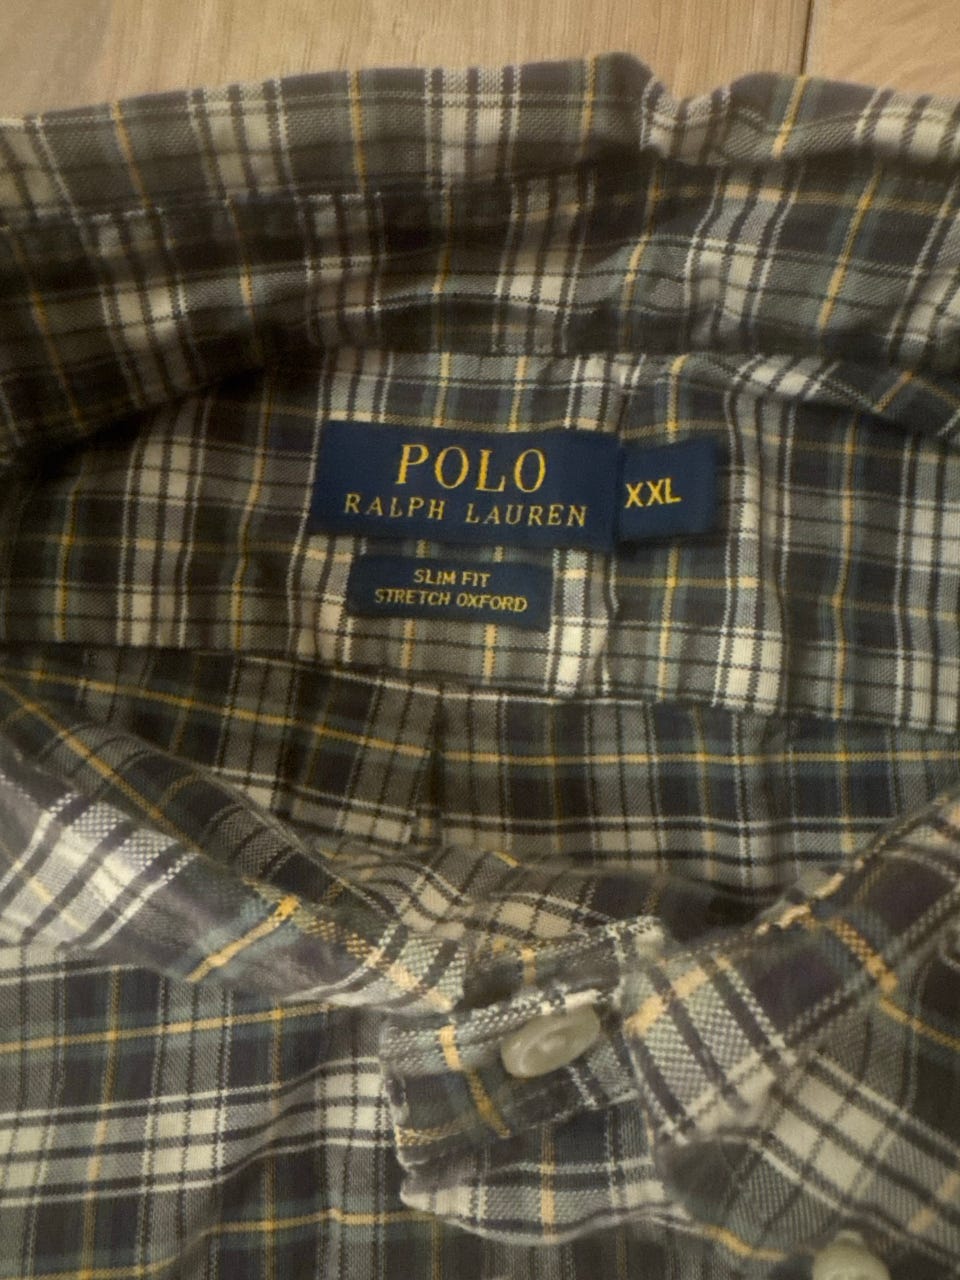 POLO
RALPH LAUREN
XXL
SLIM FIT
STRETCH OXFORD